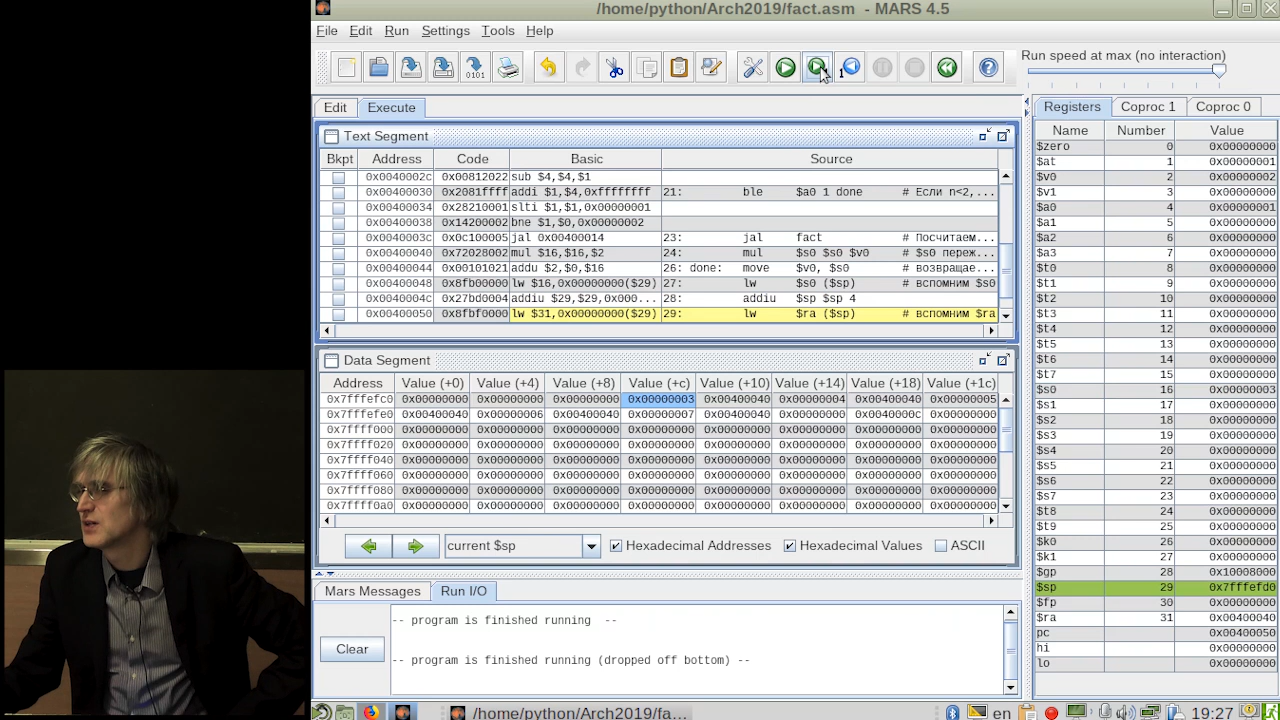 /home/python/Arch2019/fact.asm - MARS 4.5
File Edit Run Settings Tools Help
Run speed at max (no interaction)
Edit Execute
Registers Coproc 1 Coproc 0
Text Segment
Bkpt Address Code Basic Source
0x0040002c 0x00812022 sub $4,$4,$1
0x00400030 0x2081ffff addi $1,$4,0xffffffff 21: ble $a0 1 done # Если n<2,...
0x00400034 0x28210001 slti $1,$1,0x00000001
0x00400038 0x14200002 bne $1,$0,0x00000002
0x0040003c 0x0c100005 jal 0x00400014 23: jal fact # Посчитаем...
0x00400040 0x72028002 mul $16,$16,$2 24: mul $s0 $s0 $v0 # $s0 переж...
0x00400044 0x00101021 addu $2,$0,$16 26: done: move $v0, $s0 # возвращае...
0x00400048 0x8fb00000 lw $16,0x00000000($29) 27: lw $s0 ($sp) # вспомним $s0
0x0040004c 0x27bd0004 addiu $29,$29,0x000... 28: addiu $sp $sp 4
0x00400050 0x8fbf0000 lw $31,0x00000000($29) 29: lw $ra ($sp) # вспомним $ra
Data Segment
Address Value (+0) Value (+4) Value (+8) Value (+c) Value (+10) Value (+14) Value (+18) Value (+1c)
0x7fffefc0 0x00000000 0x00000000 0x00000000 0x00000003 0x00400040 0x00000004 0x00400040 0x00000005
0x7fffefe0 0x00400040 0x00000006 0x00400040 0x00000007 0x00400040 0x00000000 0x0040000c 0x00000000
0x7ffff000 0x00000000 0x00000000 0x00000000 0x00000000 0x00000000 0x00000000 0x00000000 0x00000000
0x7ffff020 0x00000000 0x00000000 0x00000000 0x00000000 0x00000000 0x00000000 0x00000000 0x00000000
0x7ffff040 0x00000000 0x00000000 0x00000000 0x00000000 0x00000000 0x00000000 0x00000000 0x00000000
0x7ffff060 0x00000000 0x00000000 0x00000000 0x00000000 0x00000000 0x00000000 0x00000000 0x00000000
0x7ffff080 0x00000000 0x00000000 0x00000000 0x00000000 0x00000000 0x00000000 0x00000000 0x00000000
0x7ffff0a0 0x00000000 0x00000000 0x00000000 0x00000000 0x00000000 0x00000000 0x00000000 0x00000000
current $sp Hexadecimal Addresses Hexadecimal Values ASCII
Mars Messages Run I/O
-- program is finished running --
Clear
-- program is finished running (dropped off bottom) --
Name Number Value
$zero 0 0x00000000
$at 1 0x00000001
$v0 2 0x00000002
$v1 3 0x00000000
$a0 4 0x00000001
$a1 5 0x00000000
$a2 6 0x00000000
$a3 7 0x00000000
$t0 8 0x00000000
$t1 9 0x00000000
$t2 10 0x00000000
$t3 11 0x00000000
$t4 12 0x00000000
$t5 13 0x00000000
$t6 14 0x00000000
$t7 15 0x00000000
$s0 16 0x00000003
$s1 17 0x00000000
$s2 18 0x00000000
$s3 19 0x00000000
$s4 20 0x00000000
$s5 21 0x00000000
$s6 22 0x00000000
$s7 23 0x00000000
$t8 24 0x00000000
$t9 25 0x00000000
$k0 26 0x00000000
$k1 27 0x00000000
$gp 28 0x10008000
$sp 29 0x7fffefd0
$fp 30 0x00000000
$ra 31 0x00400040
pc 0x00400050
hi 0x00000000
lo 0x00000000
/home/python/Arch2019/fa... en 19:27